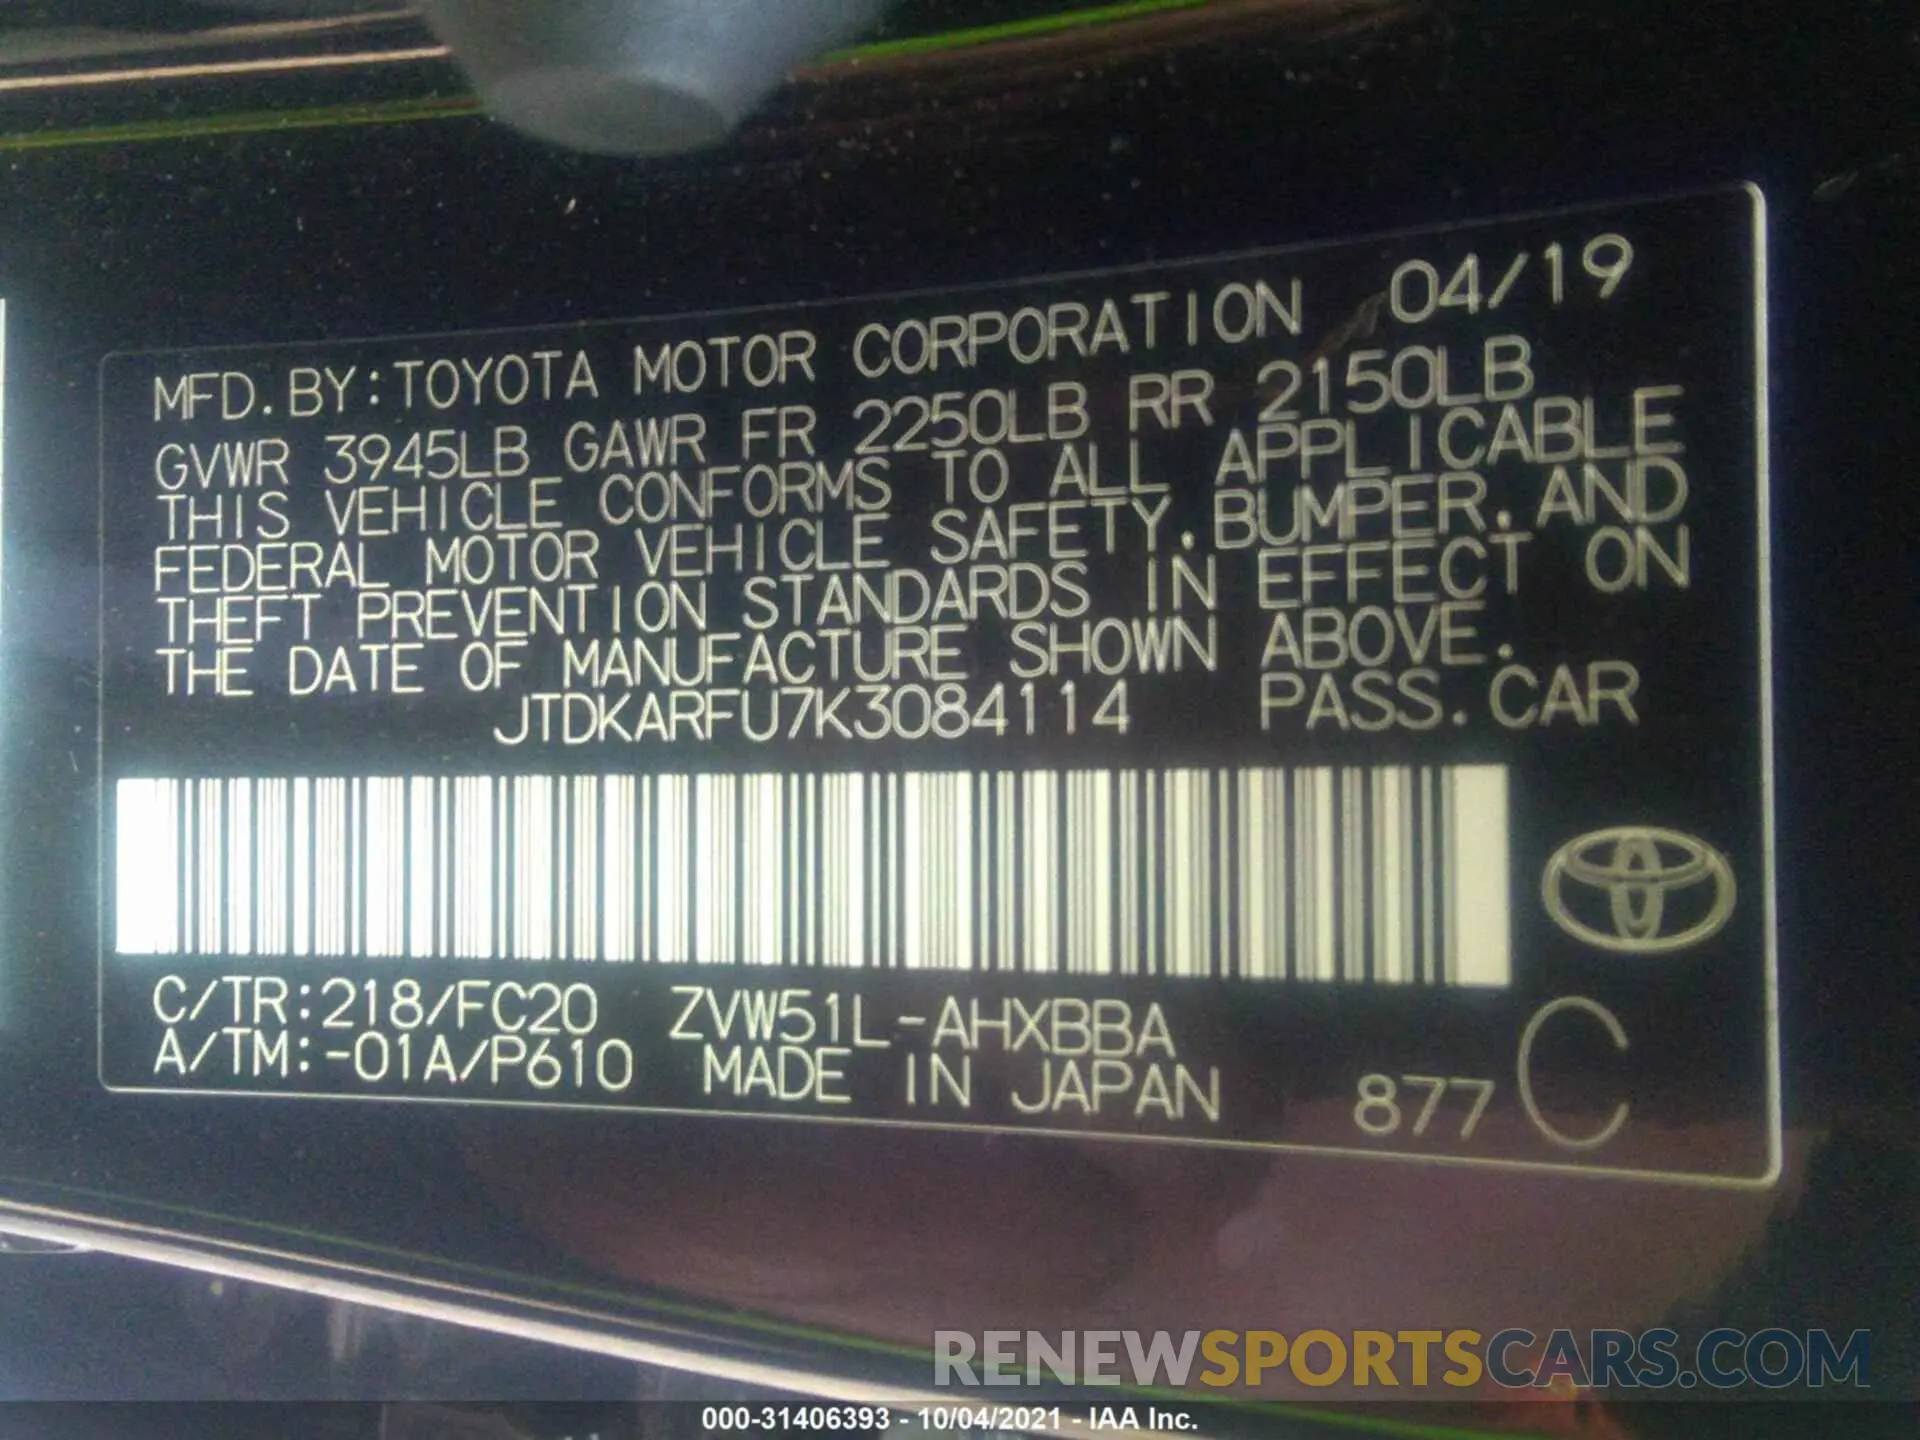 MFD.BY:TOYOTA MOTOR CORPORATION 04/19
GVWR 3945LB GAWR FR 2250LB RR 2150LB
THIS VEHICLE CONFORMS TO ALL APPLICABLE
FEDERAL MOTOR VEHICLE SAFETY,BUMPER,AND
THEFT PREVENTION STANDARDS IN EFFECT ON
THE DATE OF MANUFACTURE SHOWN ABOVE.
JTDKARFU7K3084114 PASS.CAR
C/TR:218/FC20 ZVW51L-AHXBBA
A/TM:-01A/P610 MADE IN JAPAN 877 C
RENEWSPORTSCARS.COM
000-31406393 - 10/04/2021 - IAA Inc.